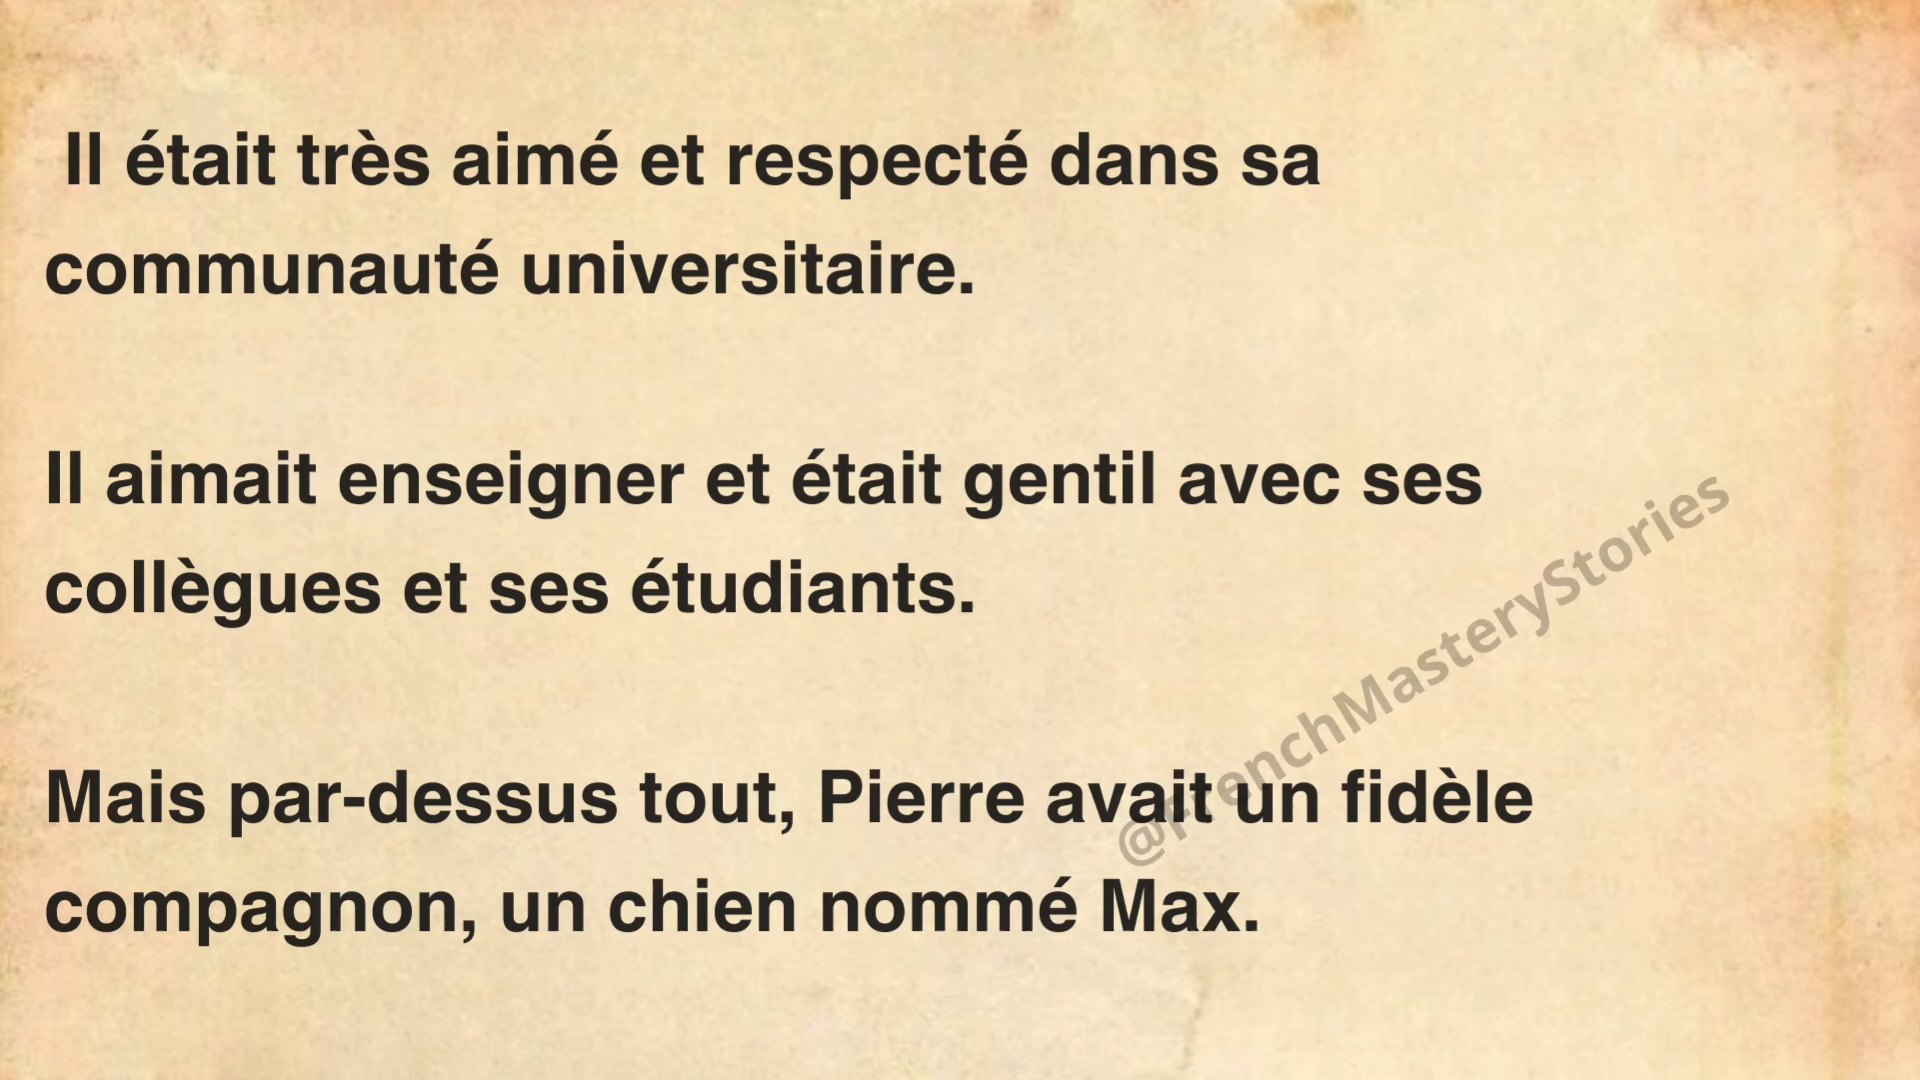 Il était très aimé et respecté dans sa
communauté universitaire.
Il aimait enseigner et était gentil avec ses
collègues et ses étudiants.
Mais par-dessus tout, Pierre avait un fidèle
compagnon, un chien nommé Max.
@FrenchMasteryStories